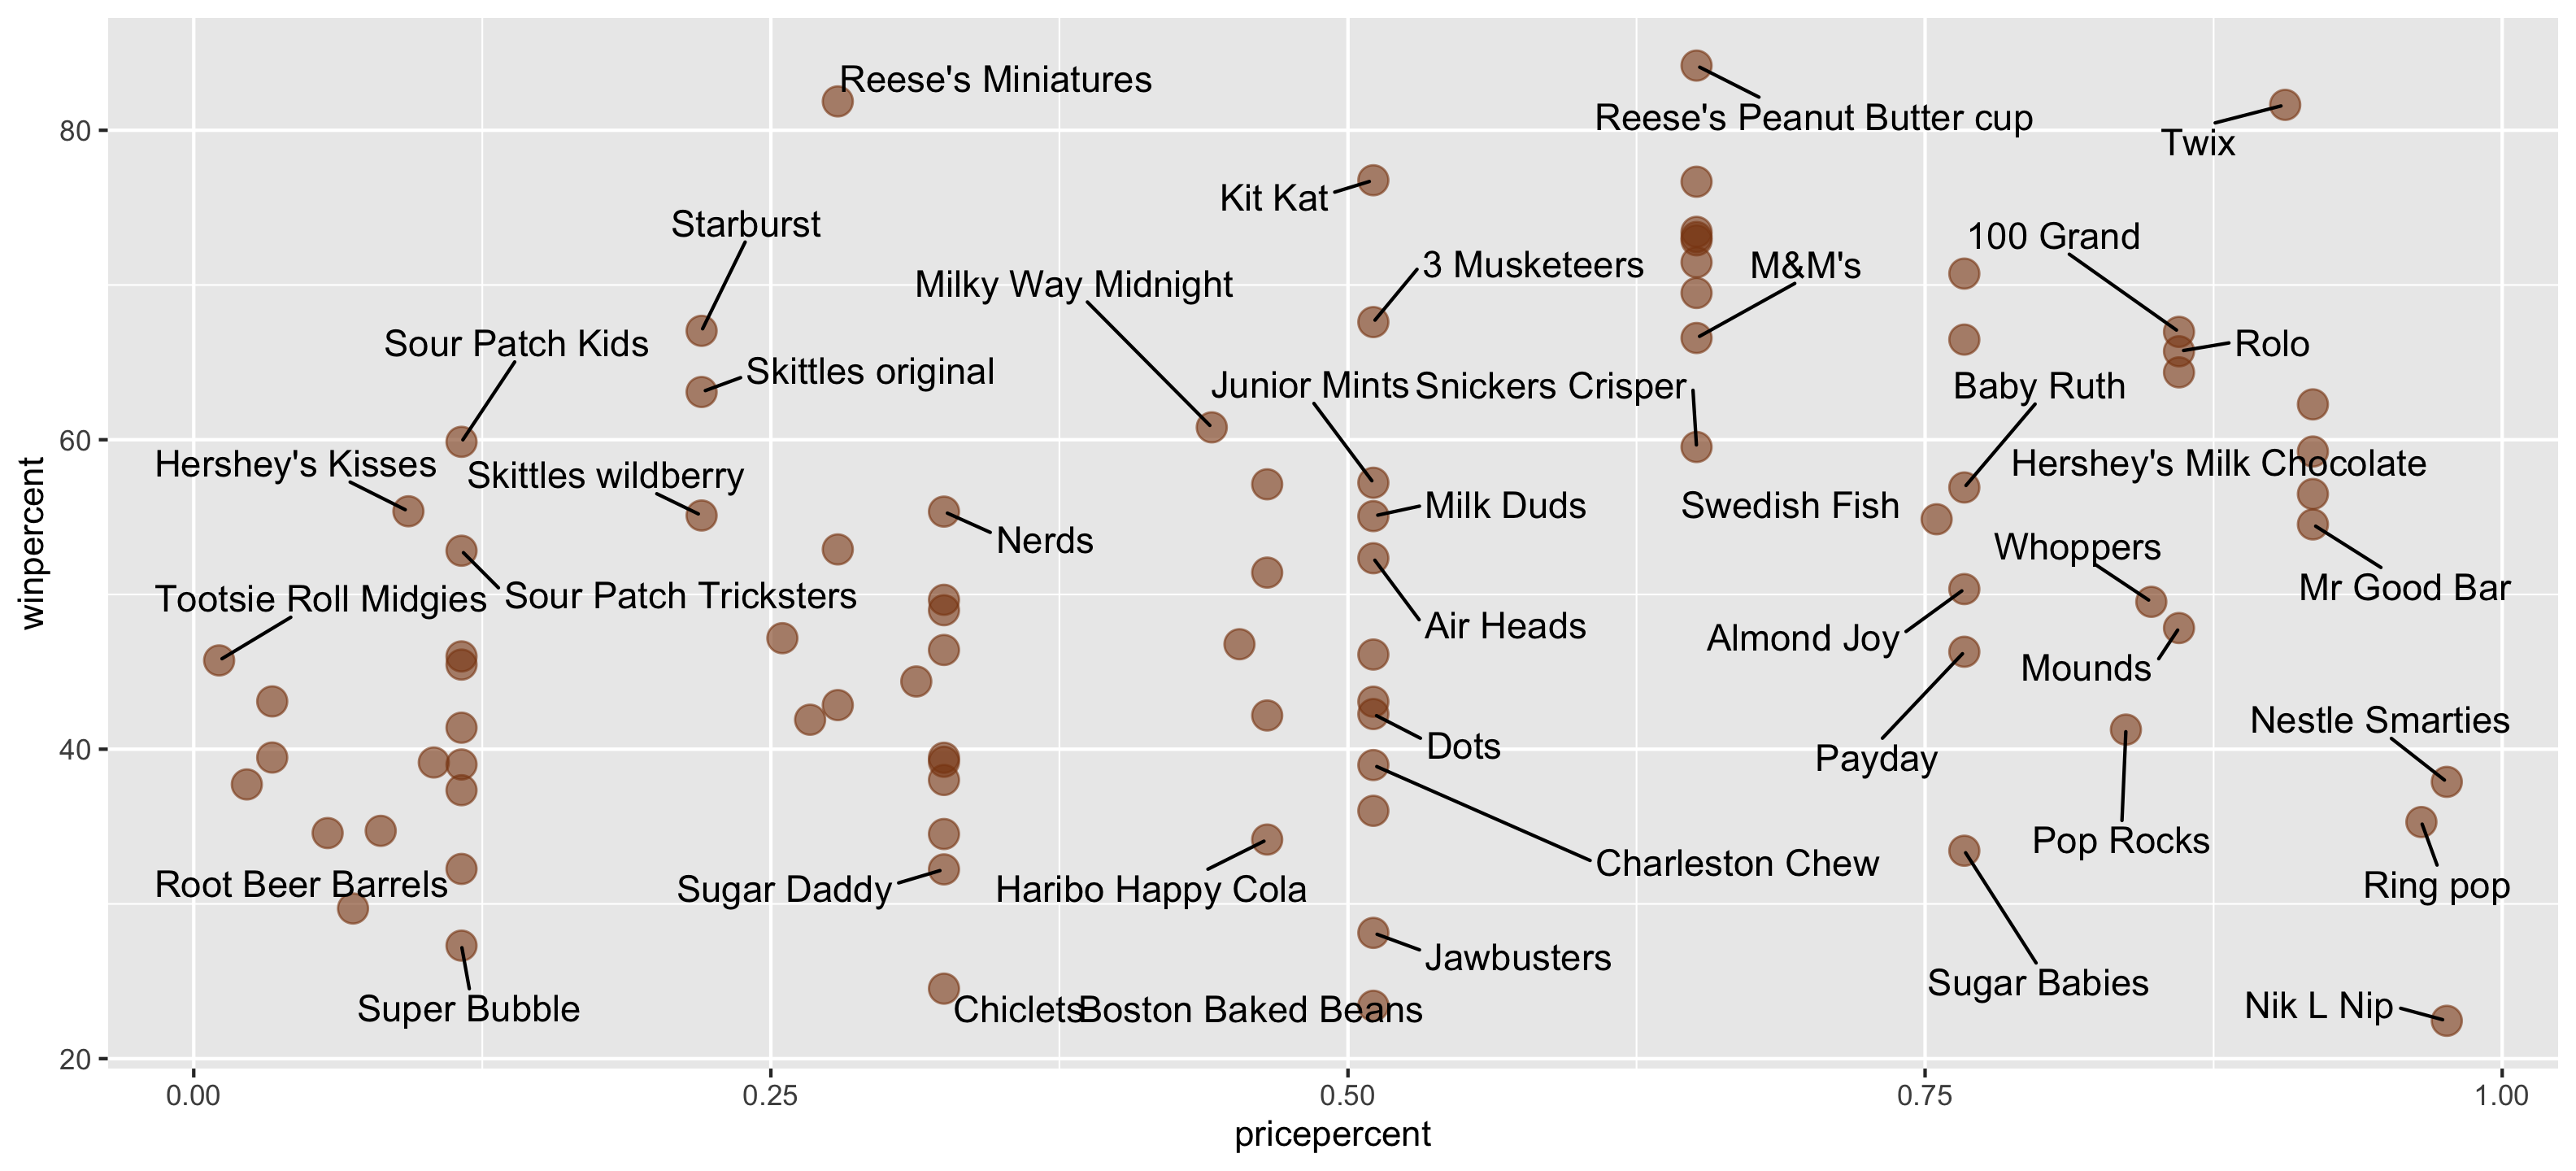 Reese's Miniatures
Reese's Peanut Butter cup
80
Twix
Kit Kat
Starburst
100 Grand
3 Musketeers
M&M's
Milky Way Midnight
Sour Patch Kids
Rolo
Skittles original
Junior Mints
Snickers Crisper
Baby Ruth
60
Hershey's Kisses
Hershey's Milk Chocolate
Skittles wildberry
Milk Duds
Swedish Fish
Nerds
Whoppers
winpercent
Mr Good Bar
Tootsie Roll Midgies
Sour Patch Tricksters
Air Heads
Almond Joy
Mounds
Nestle Smarties
40
Dots
Payday
Pop Rocks
Charleston Chew
Root Beer Barrels
Sugar Daddy
Haribo Happy Cola
Ring pop
Jawbusters
Sugar Babies
Nik L Nip
Super Bubble
Chiclets
Boston Baked Beans
20
0.00
0.25
0.50
0.75
1.00
pricepercent